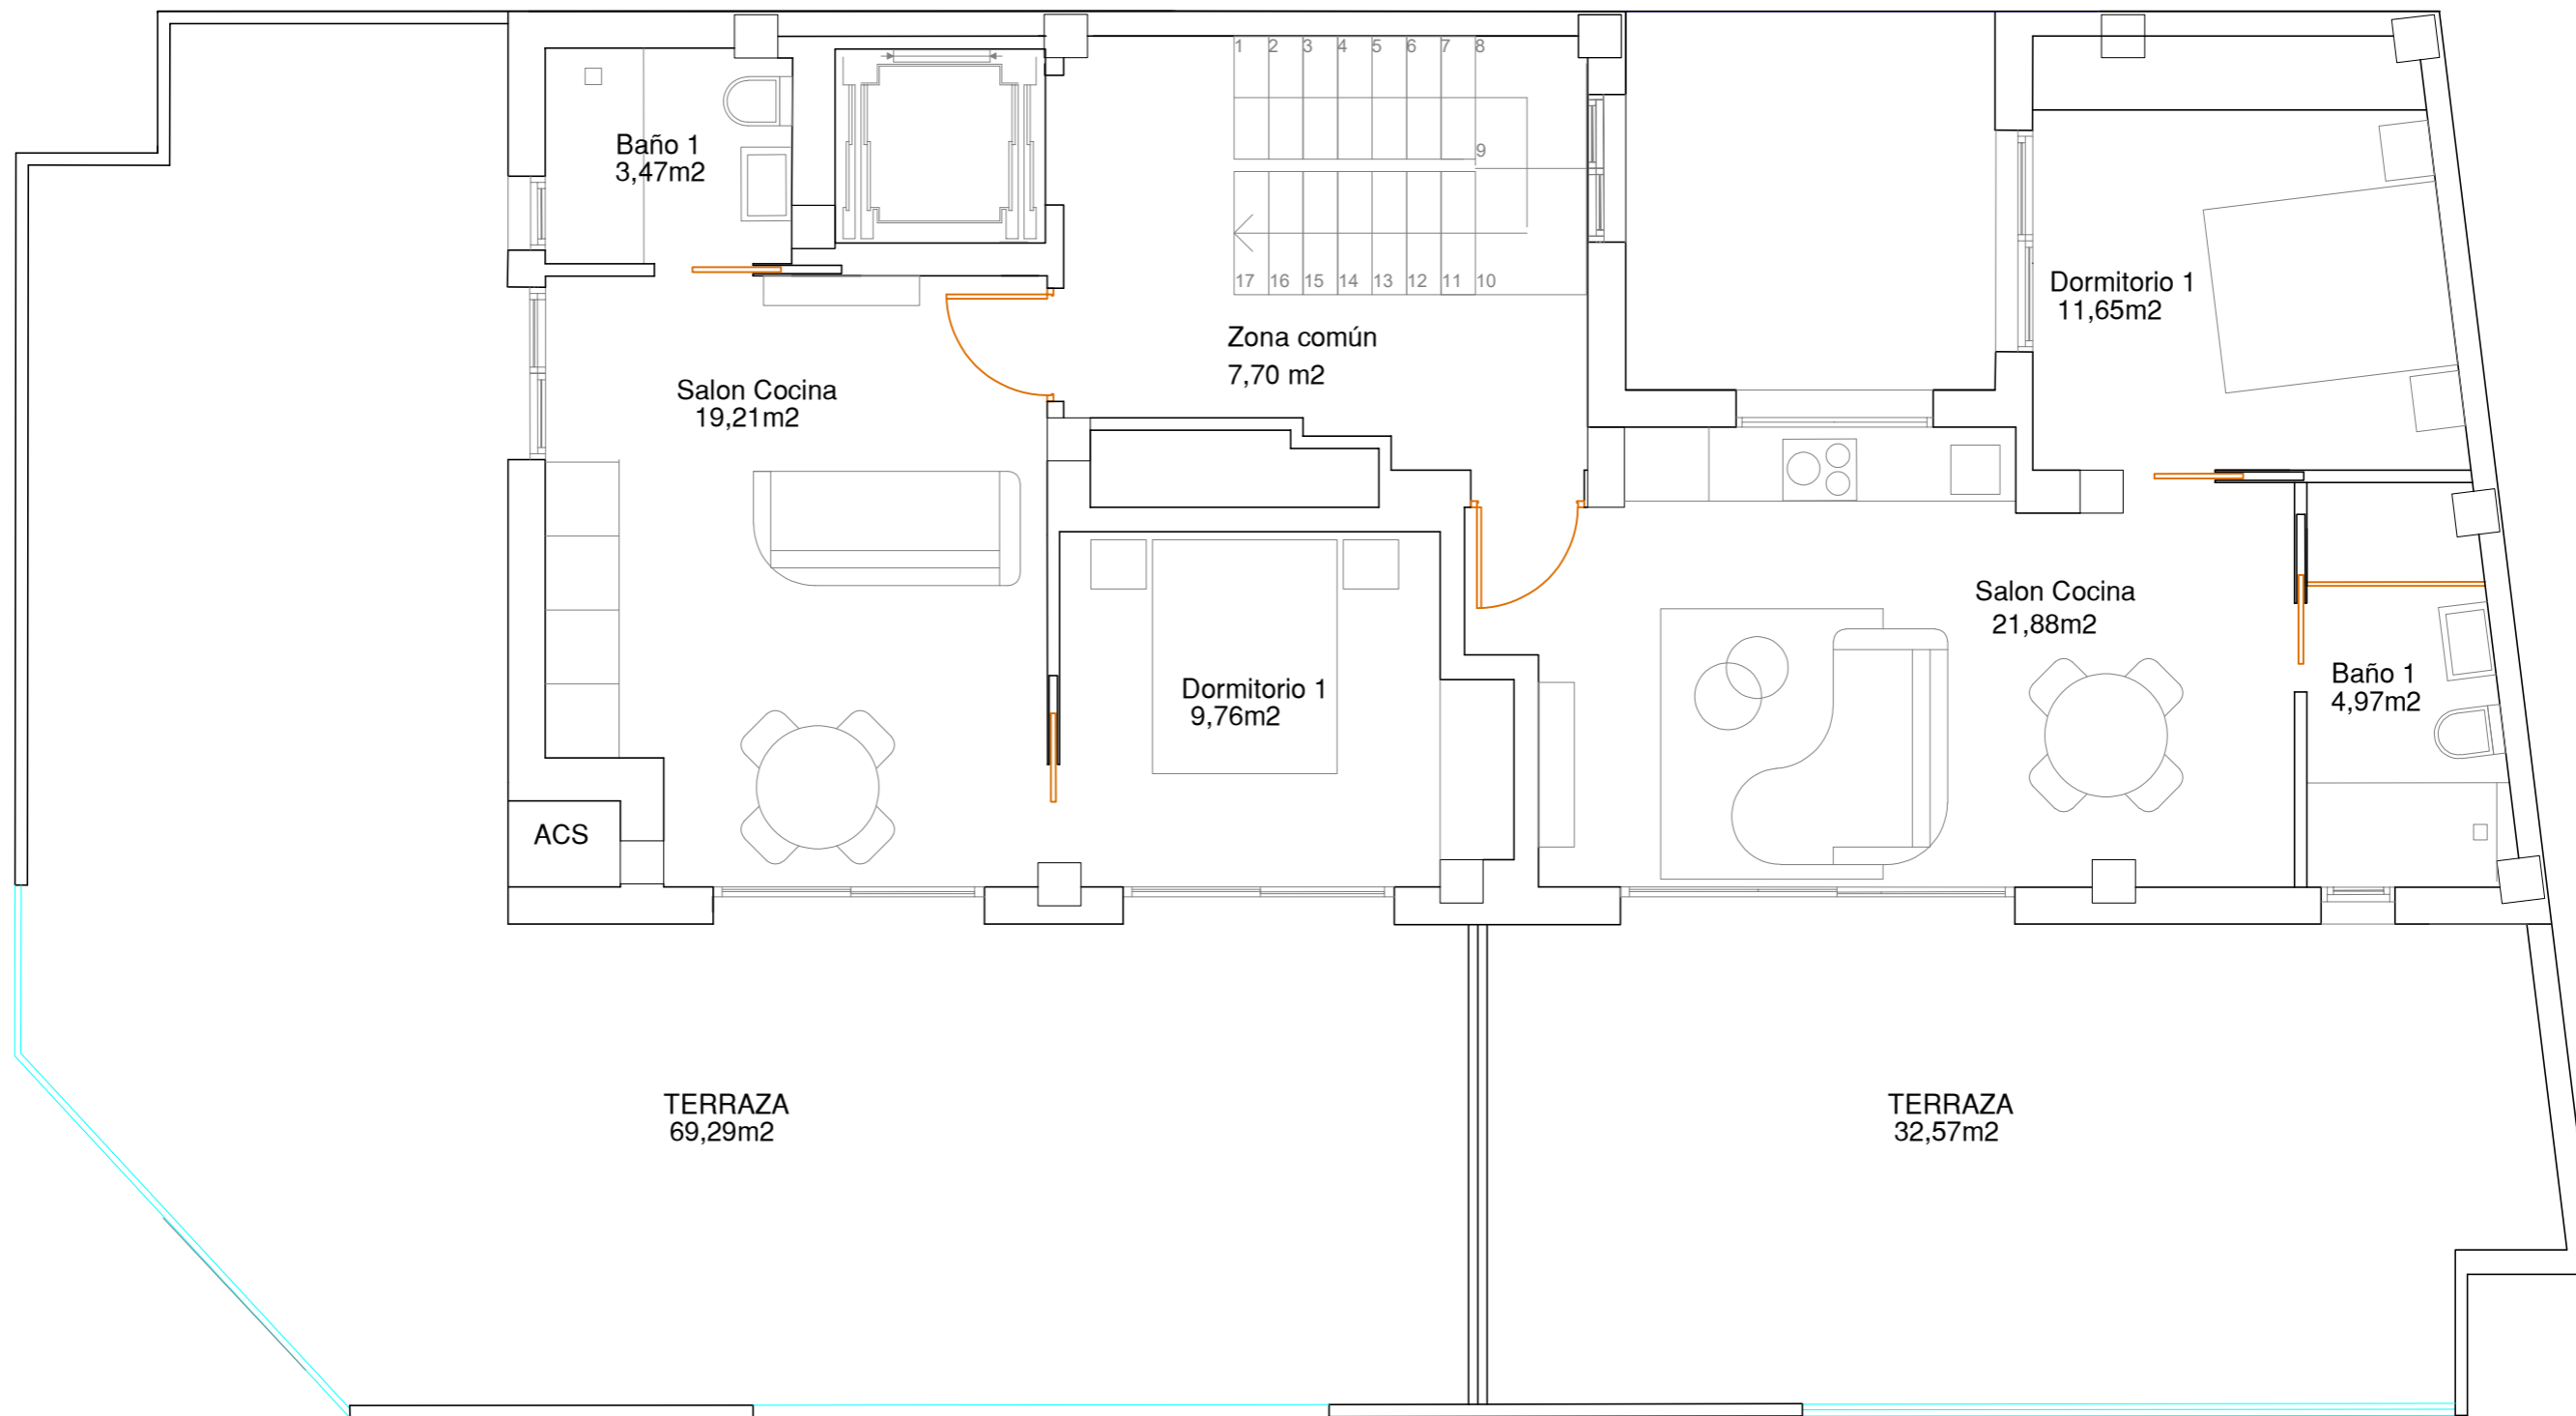 1 2 3 4 5 6 7 8
9
17 16 15 14 13 12 11 10
Baño 1
3,47m2
Zona común
7,70 m2
Dormitorio 1
11,65m2
Salon Cocina
19,21m2
Salon Cocina
21,88m2
Dormitorio 1
9,76m2
Baño 1
4,97m2
ACS
TERRAZA
69,29m2
TERRAZA
32,57m2